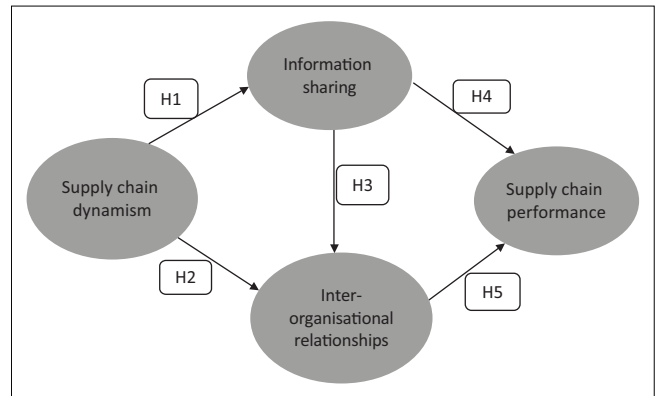 Information
sharing
H1
H4
Supply chain
dynamism
H3
Supply chain
performance
H2
Inter-
organisational
relationships
H5